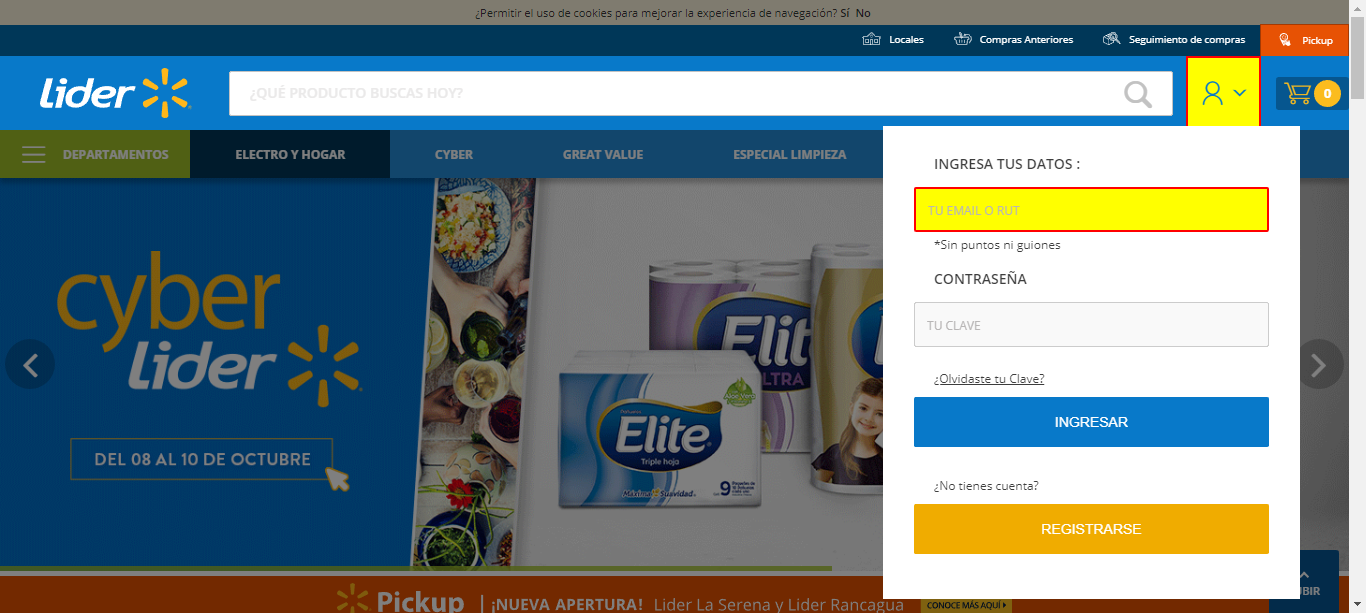 ¿Permitir el uso de cookies para mejorar la experiencia de navegación? Sí No
Locales Compras Anteriores Seguimiento de compras Pickup
Lider ¿QUÉ PRODUCTO BUSCAS HOY? 0
DEPARTAMENTOS ELECTRO Y HOGAR CYBER GREAT VALUE ESPECIAL LIMPIEZA
INGRESA TUS DATOS :
TU EMAIL O RUT
*Sin puntos ni guiones
CONTRASEÑA
TU CLAVE
¿Olvidaste tu Clave?
INGRESAR
¿No tienes cuenta?
REGISTRARSE
cyber
lider
DEL 08 AL 10 DE OCTUBRE
Elit
LTRA
Aloe Vera
Elite
Triple hoja
Máxima Suavidad.
9
BIR
Pickup | ¡NUEVA APERTURA! Lider La Serena y Lider Rancagua CONOCE MÁS AQUÍ